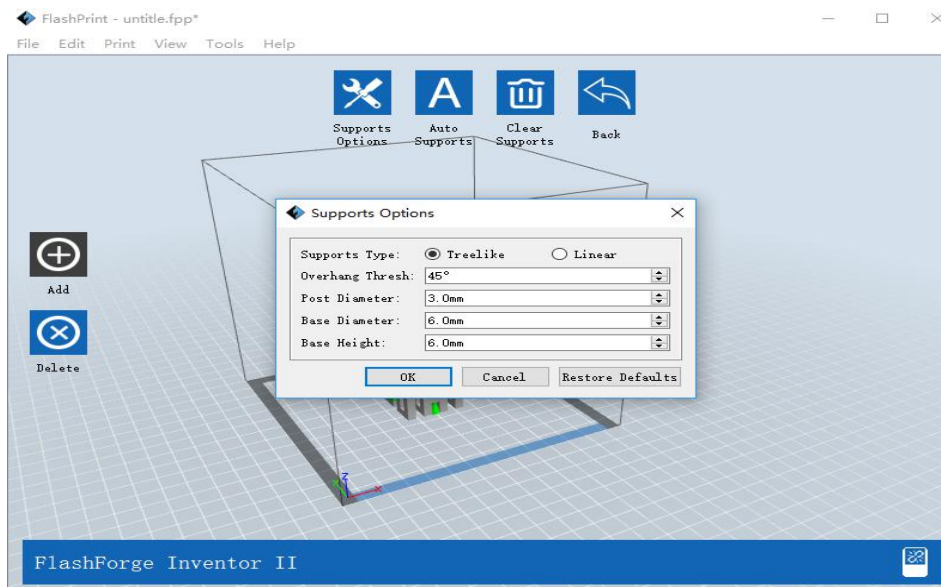 FlashPrint - untitle.fpp*
File Edit Print View Tools Help
Supports Options
Auto Supports
Clear Supports
Back
Add
Delete
Supports Options
Supports Type: Treelike Linear
Overhang Thresh: 45°
Post Diameter: 3.0mm
Base Diameter: 6.0mm
Base Height: 6.0mm
OK Cancel Restore Defaults
Z
X
FlashForge Inventor II